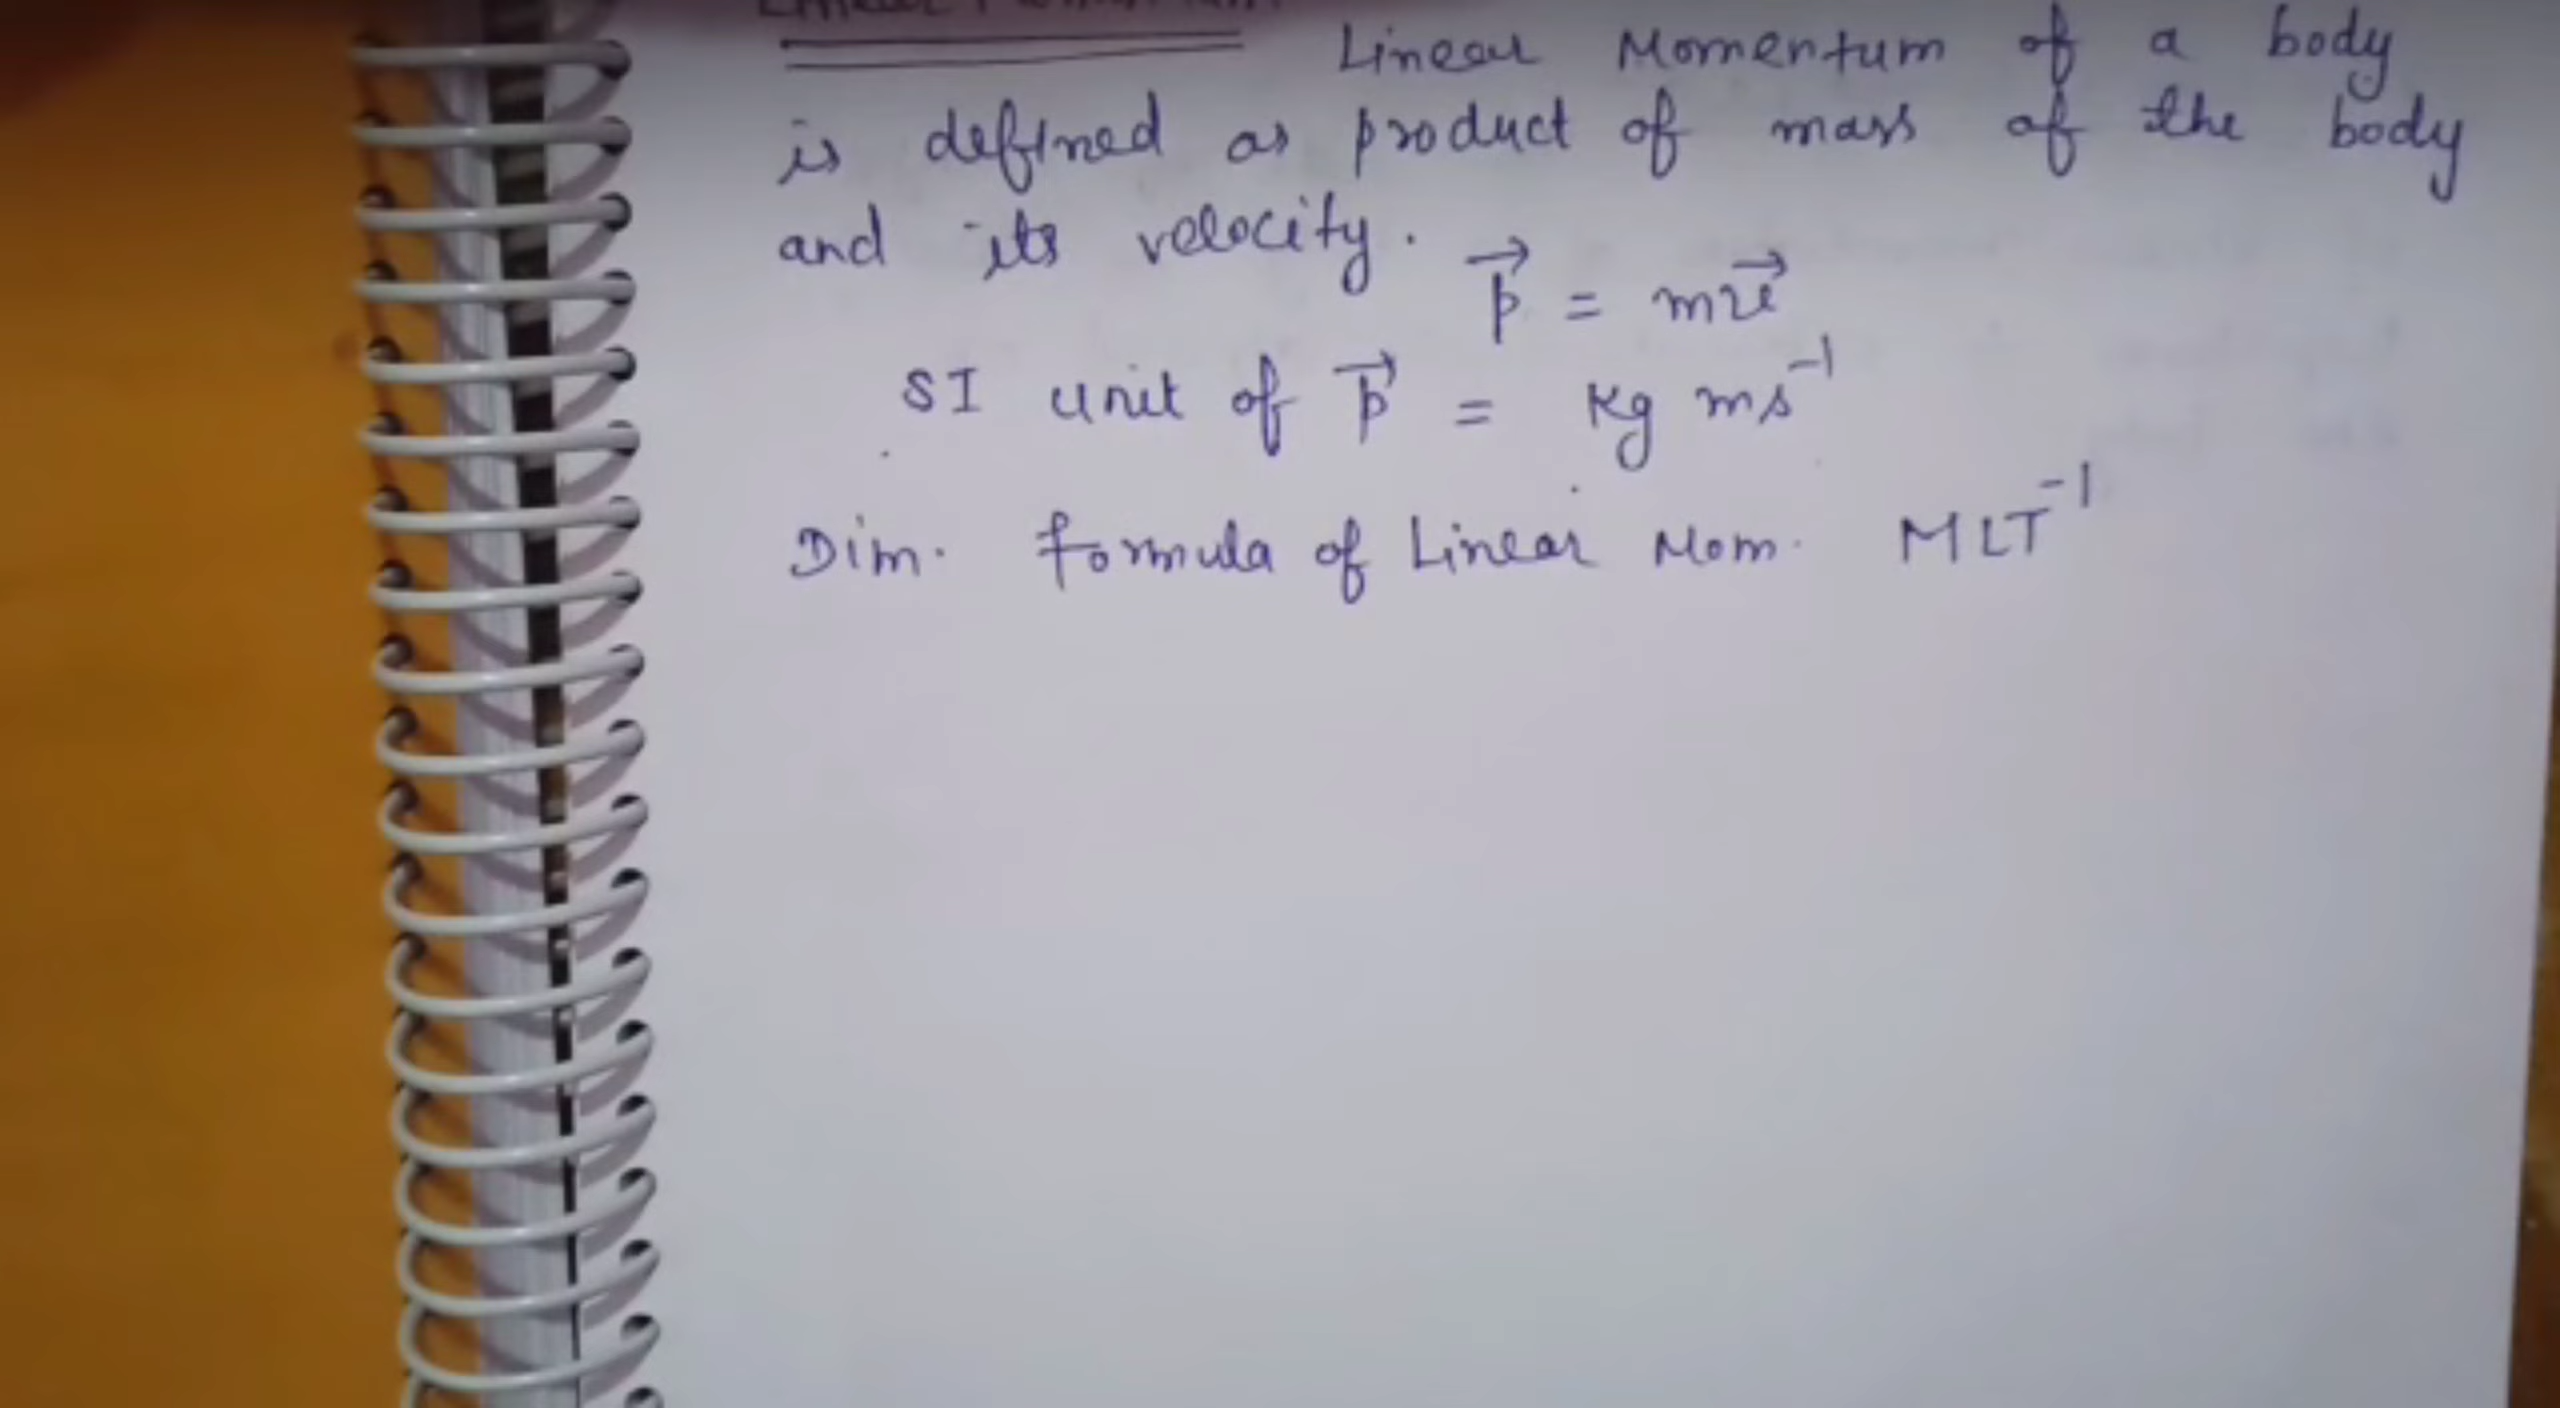 Linear Momentum of a body
is defined as product of mass of the body
and its velocity.
p⃗ = mv⃗
SI unit of p⃗ = Kg ms⁻¹
Dim. formula of Linear Mom. MLT⁻¹